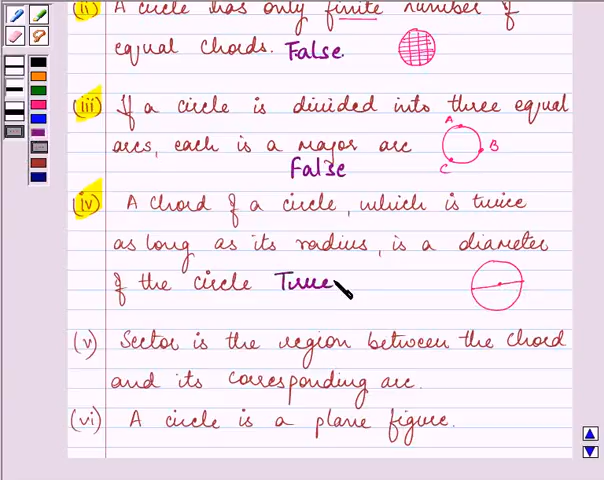 (ii) A circle has only finite number of
equal chords. False.
(iii) If a circle is divided into three equal
arcs, each is a major arc
False
A
B
C
(iv) A chord of a circle, which is twice
as long as its radius, is a diameter
of the circle True
(v) Sector is the region between the chord
and its corresponding arc.
(vi) A circle is a plane figure.